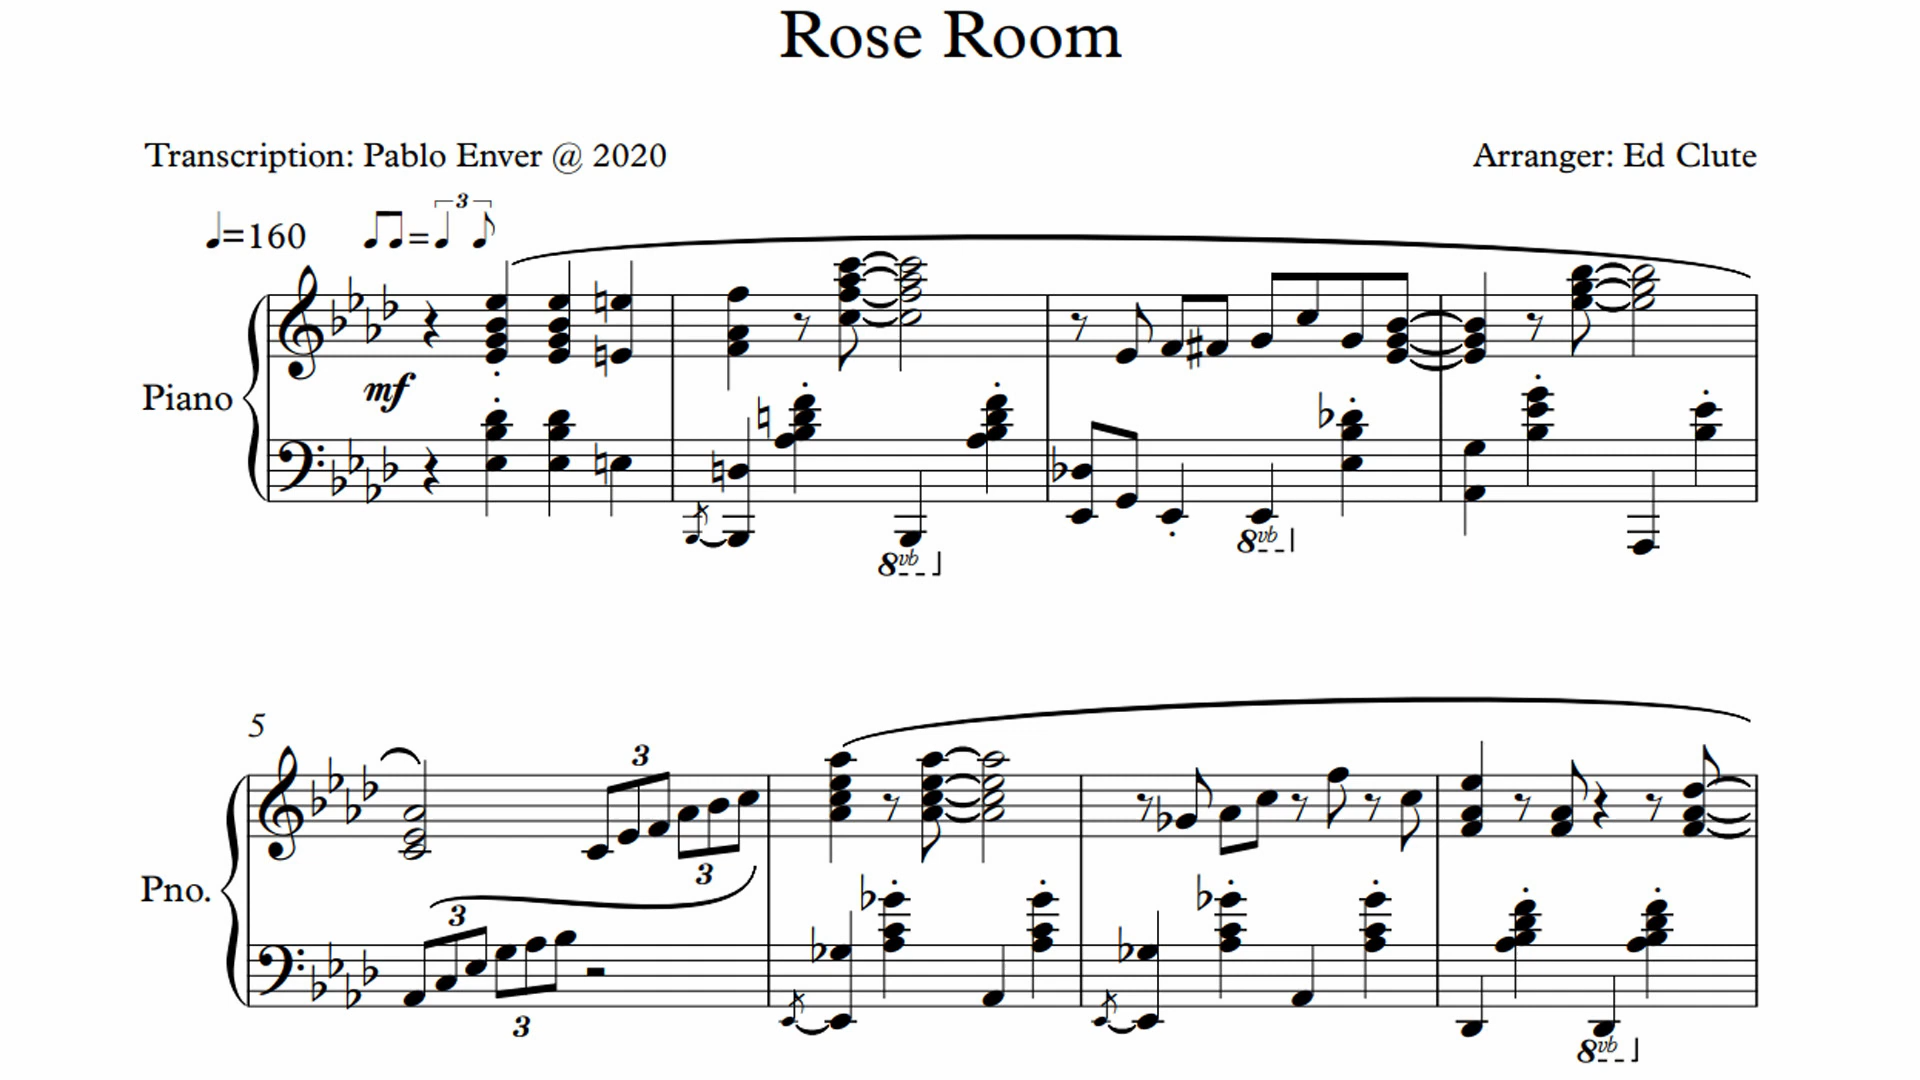 Rose Room
Transcription: Pablo Enver @ 2020
Arranger: Ed Clute
♩=160 ♫=♩ ♪ 3
Piano
mf
8vb
8vb
5
3
3
Pno.
3
3
8vb